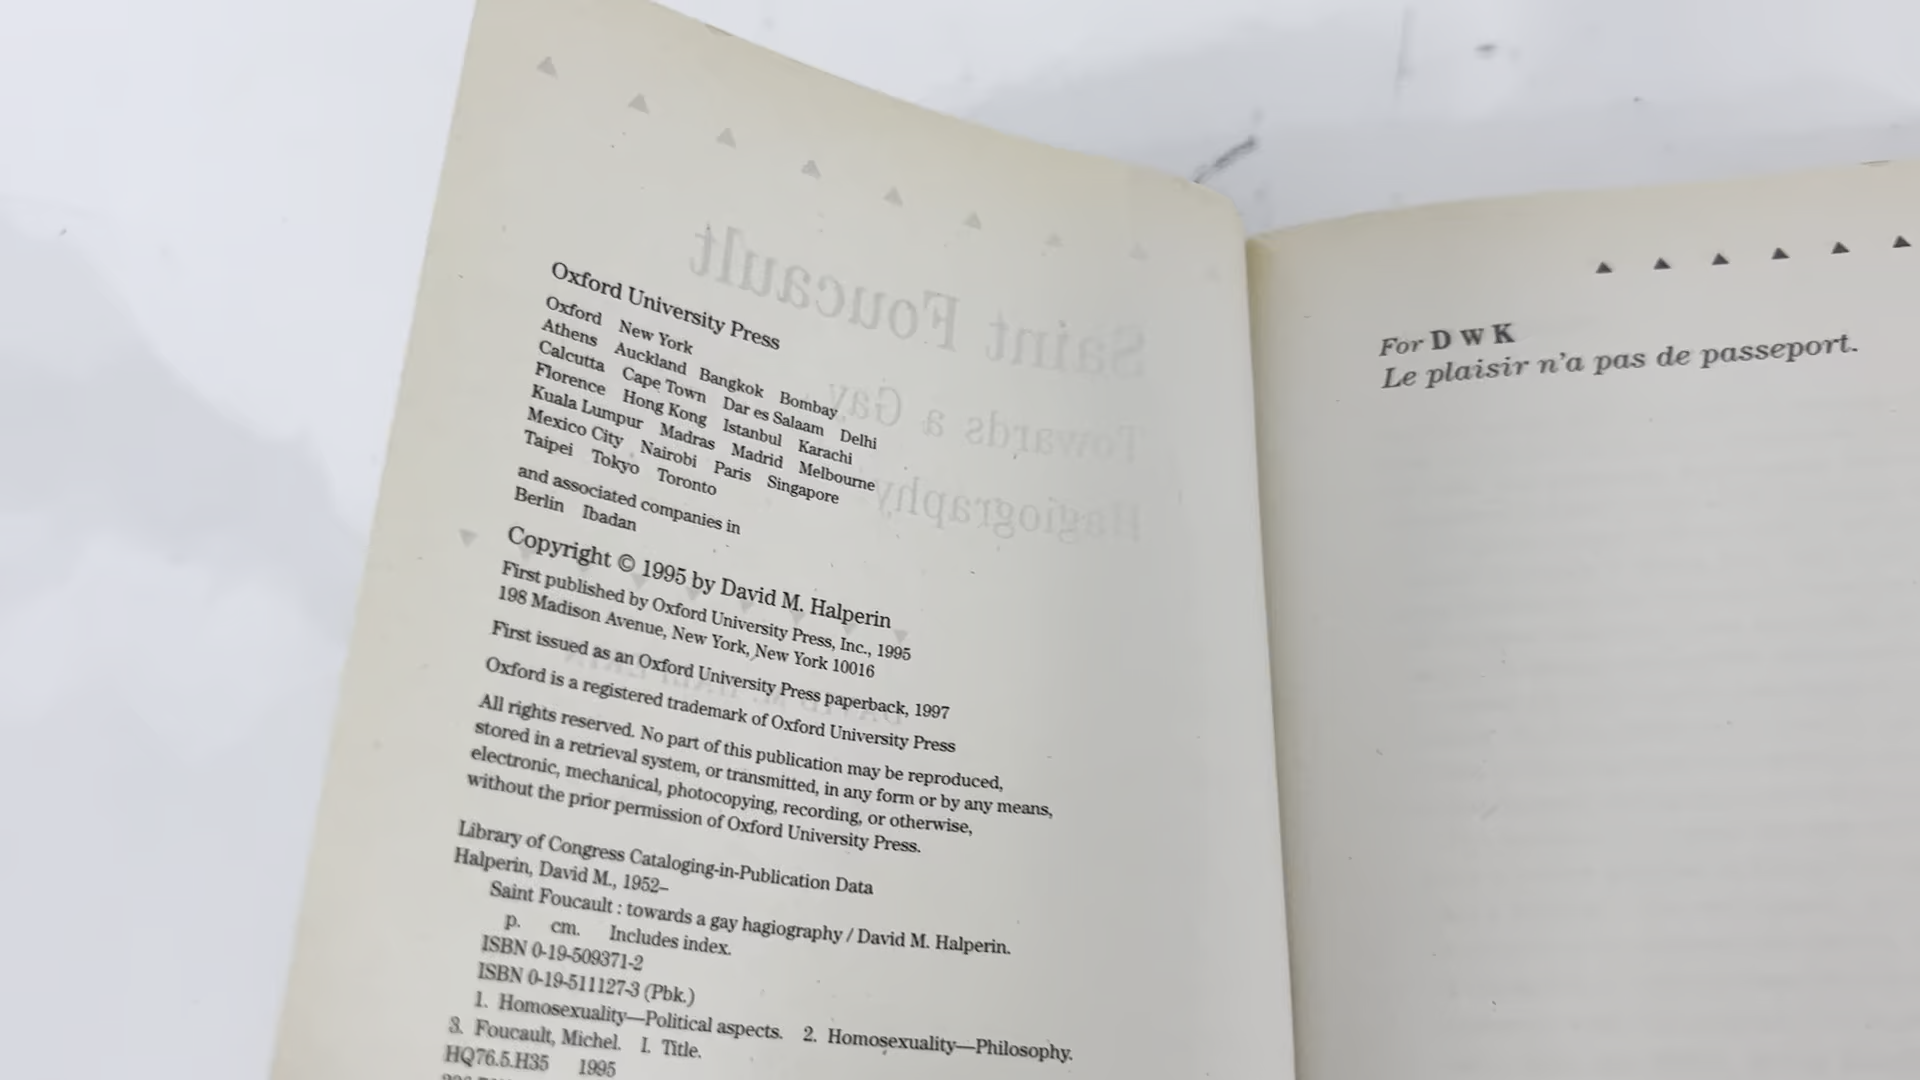 Oxford University Press
Oxford New York
Athens Auckland Bangkok Bombay
Calcutta Cape Town Dar es Salaam Delhi
Florence Hong Kong Istanbul Karachi
Kuala Lumpur Madras Madrid Melbourne
Mexico City Nairobi Paris Singapore
Taipei Tokyo Toronto
and associated companies in
Berlin Ibadan
Copyright © 1995 by David M. Halperin
First published by Oxford University Press, Inc., 1995
198 Madison Avenue, New York, New York 10016
First issued as an Oxford University Press paperback, 1997
Oxford is a registered trademark of Oxford University Press
All rights reserved. No part of this publication may be reproduced,
stored in a retrieval system, or transmitted, in any form or by any means,
electronic, mechanical, photocopying, recording, or otherwise,
without the prior permission of Oxford University Press.
Library of Congress Cataloging-in-Publication Data
Halperin, David M., 1952–
Saint Foucault : towards a gay hagiography / David M. Halperin.
p. cm. Includes index.
ISBN 0-19-509371-2
ISBN 0-19-511127-3 (Pbk.)
1. Homosexuality—Political aspects. 2. Homosexuality—Philosophy.
3. Foucault, Michel. I. Title.
HQ76.5.H35 1995
Saint Foucault
Towards a Gay
Hagiography
DAVID M. HALPERIN
For D W K
Le plaisir n'a pas de passeport.